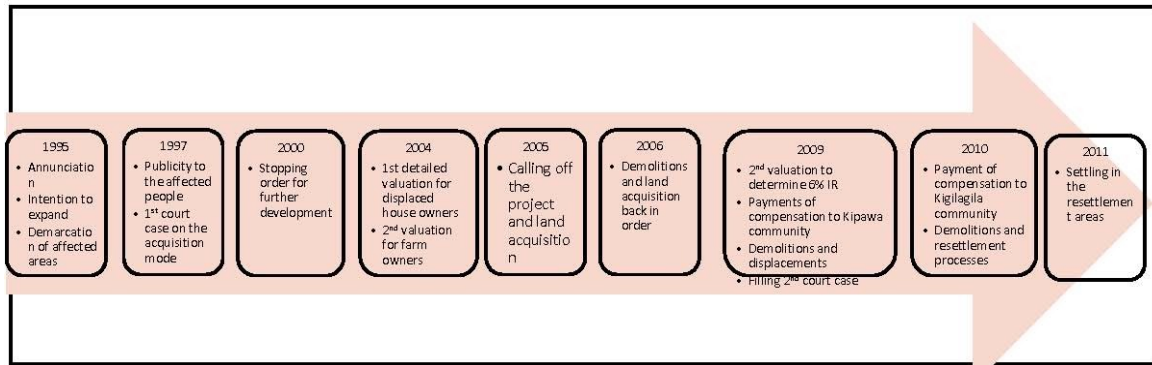 1995
• Annunciatio
n
• Intention to
expand
• Demarcatio
n of affected
areas
1997
• Publicity to
the affected
people
• 1st court
case on the
acquisition
mode
2000
• Stopping
order for
further
development
2004
• 1st detailed
valuation for
displaced
house owners
• 2nd valuation
for farm
owners
2005
• Calling off
the
project
and land
acquisitio
n
2006
• Demolitions
and land
acquisition
back in
order
2009
• 2nd valuation to
determine 6% IR
• Payments of
compensation to Kipawa
community
• Demolitions and
displacements
• Filling 2nd court case
2010
• Payment of
compensation to
Kigilagila
community
• Demolitions and
resettlement
processes
2011
• Settling in
the
resettlemen
t areas